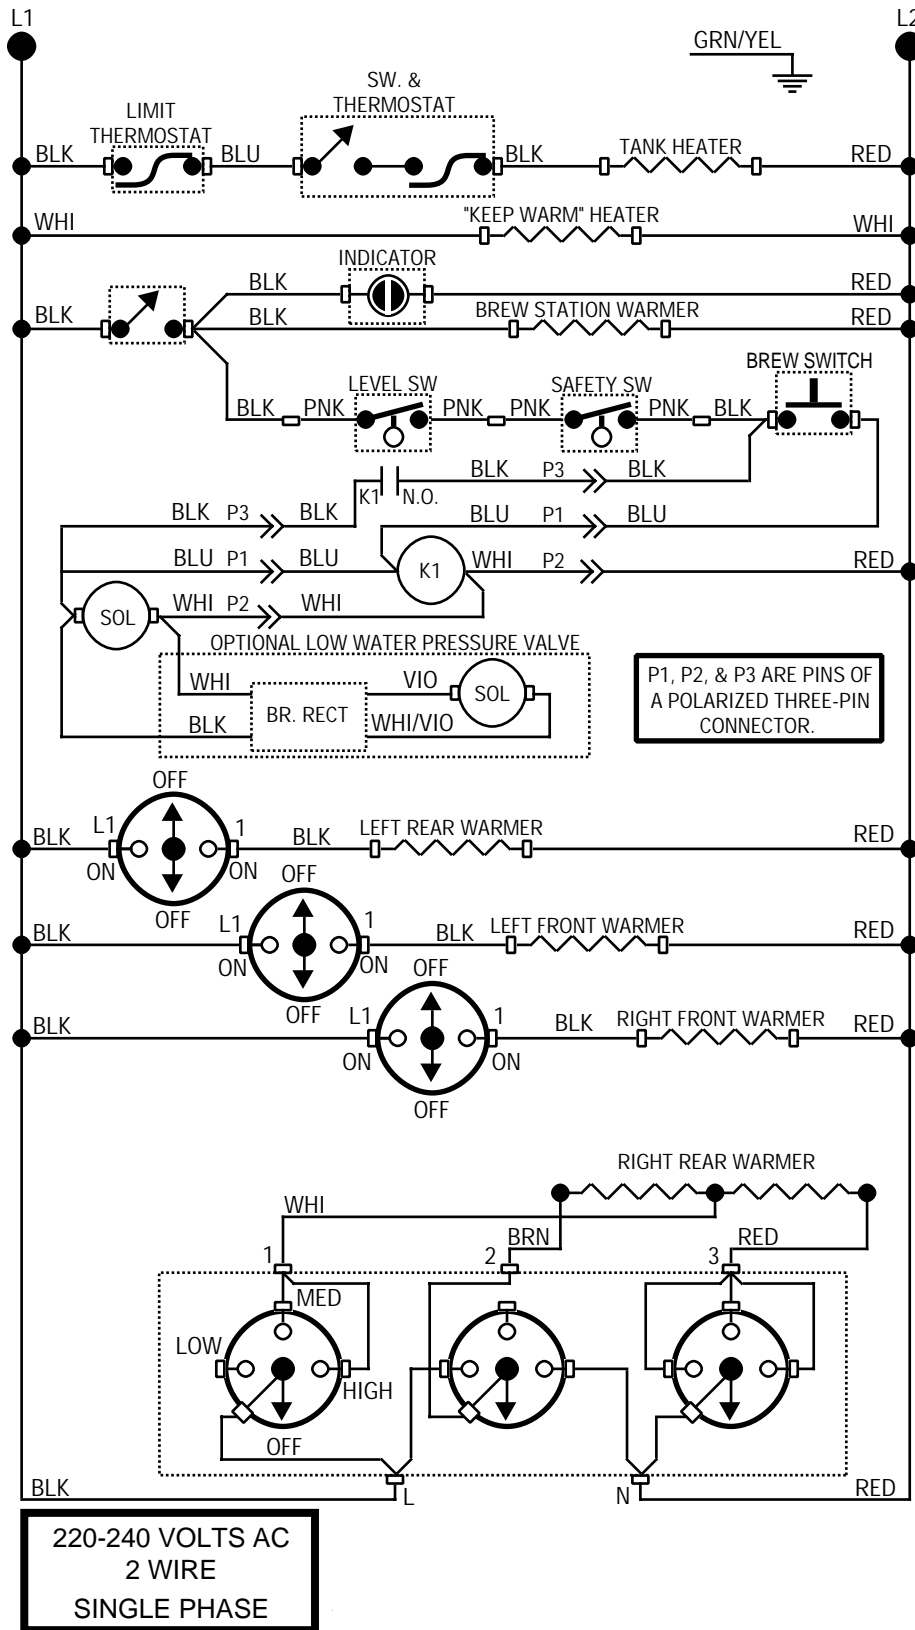 L1
L2
GRN/YEL
SW. &
THERMOSTAT
LIMIT
THERMOSTAT
BLK
BLU
BLK
TANK HEATER
RED
WHI
"KEEP WARM" HEATER
WHI
INDICATOR
BLK
RED
BLK
BLK
BREW STATION WARMER
RED
BREW SWITCH
LEVEL SW
SAFETY SW
BLK
PNK
PNK
PNK
PNK
BLK
K1
N.O.
BLK
P3
BLK
BLK
P3
BLK
BLU
P1
BLU
BLU
P1
BLU
K1
WHI
P2
RED
SOL
WHI
P2
WHI
OPTIONAL LOW WATER PRESSURE VALVE
WHI
VIO
SOL
BR. RECT
BLK
WHI/VIO
P1, P2, & P3 ARE PINS OF
A POLARIZED THREE-PIN
CONNECTOR.
OFF
BLK
L1
1
BLK
LEFT REAR WARMER
RED
ON
ON
OFF
OFF
BLK
L1
1
BLK
LEFT FRONT WARMER
RED
ON
ON
OFF
OFF
BLK
L1
1
BLK
RIGHT FRONT WARMER
RED
ON
ON
OFF
RIGHT REAR WARMER
WHI
BRN
RED
1
2
3
MED
LOW
HIGH
OFF
BLK
L
N
RED
220-240 VOLTS AC
2 WIRE
SINGLE PHASE